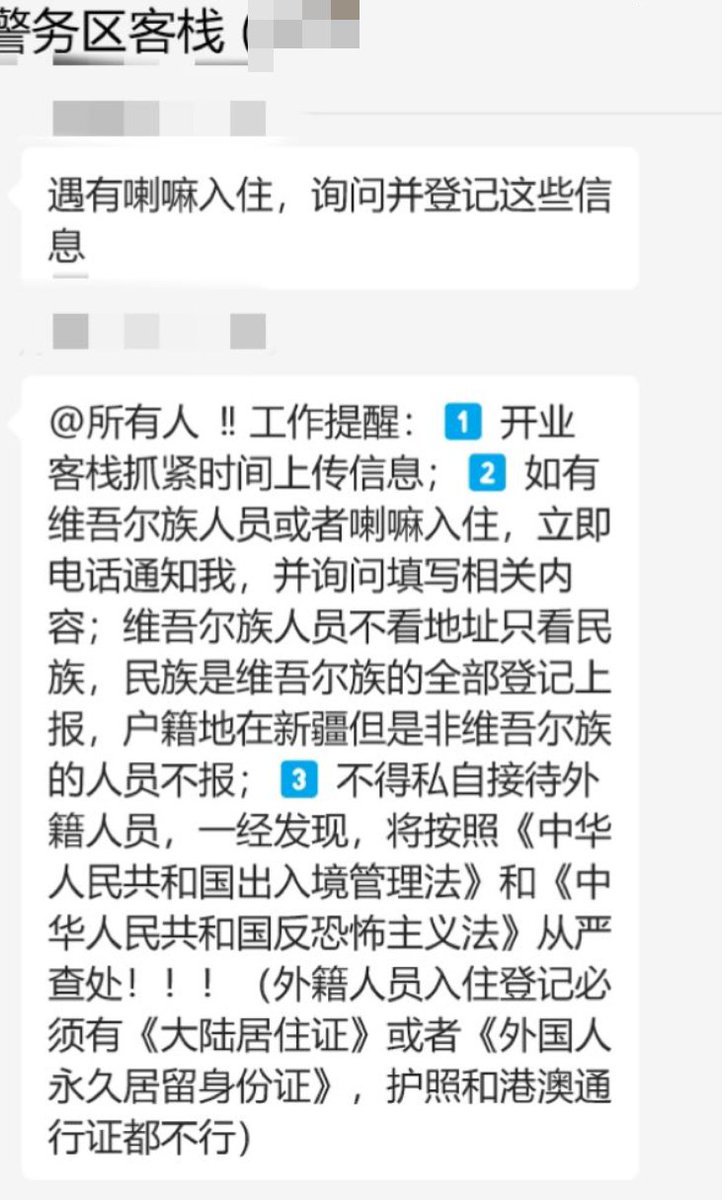 警务区客栈（
遇有喇嘛入住，询问并登记这些信
息
@所有人 ‼ 工作提醒：1️⃣ 开业
客栈抓紧时间上传信息；2️⃣ 如有
维吾尔族人员或者喇嘛入住，立即
电话通知我，并询问填写相关内
容；维吾尔族人员不看地址只看民
族，民族是维吾尔族的全部登记上
报，户籍地在新疆但是非维吾尔族
的人员不报；3️⃣ 不得私自接待外
籍人员，一经发现，将按照《中华
人民共和国出入境管理法》和《中
华人民共和国反恐怖主义法》从严
查处！！！（外籍人员入住登记必
须有《大陆居住证》或者《外国人
永久居留身份证》，护照和港澳通
行证都不行）